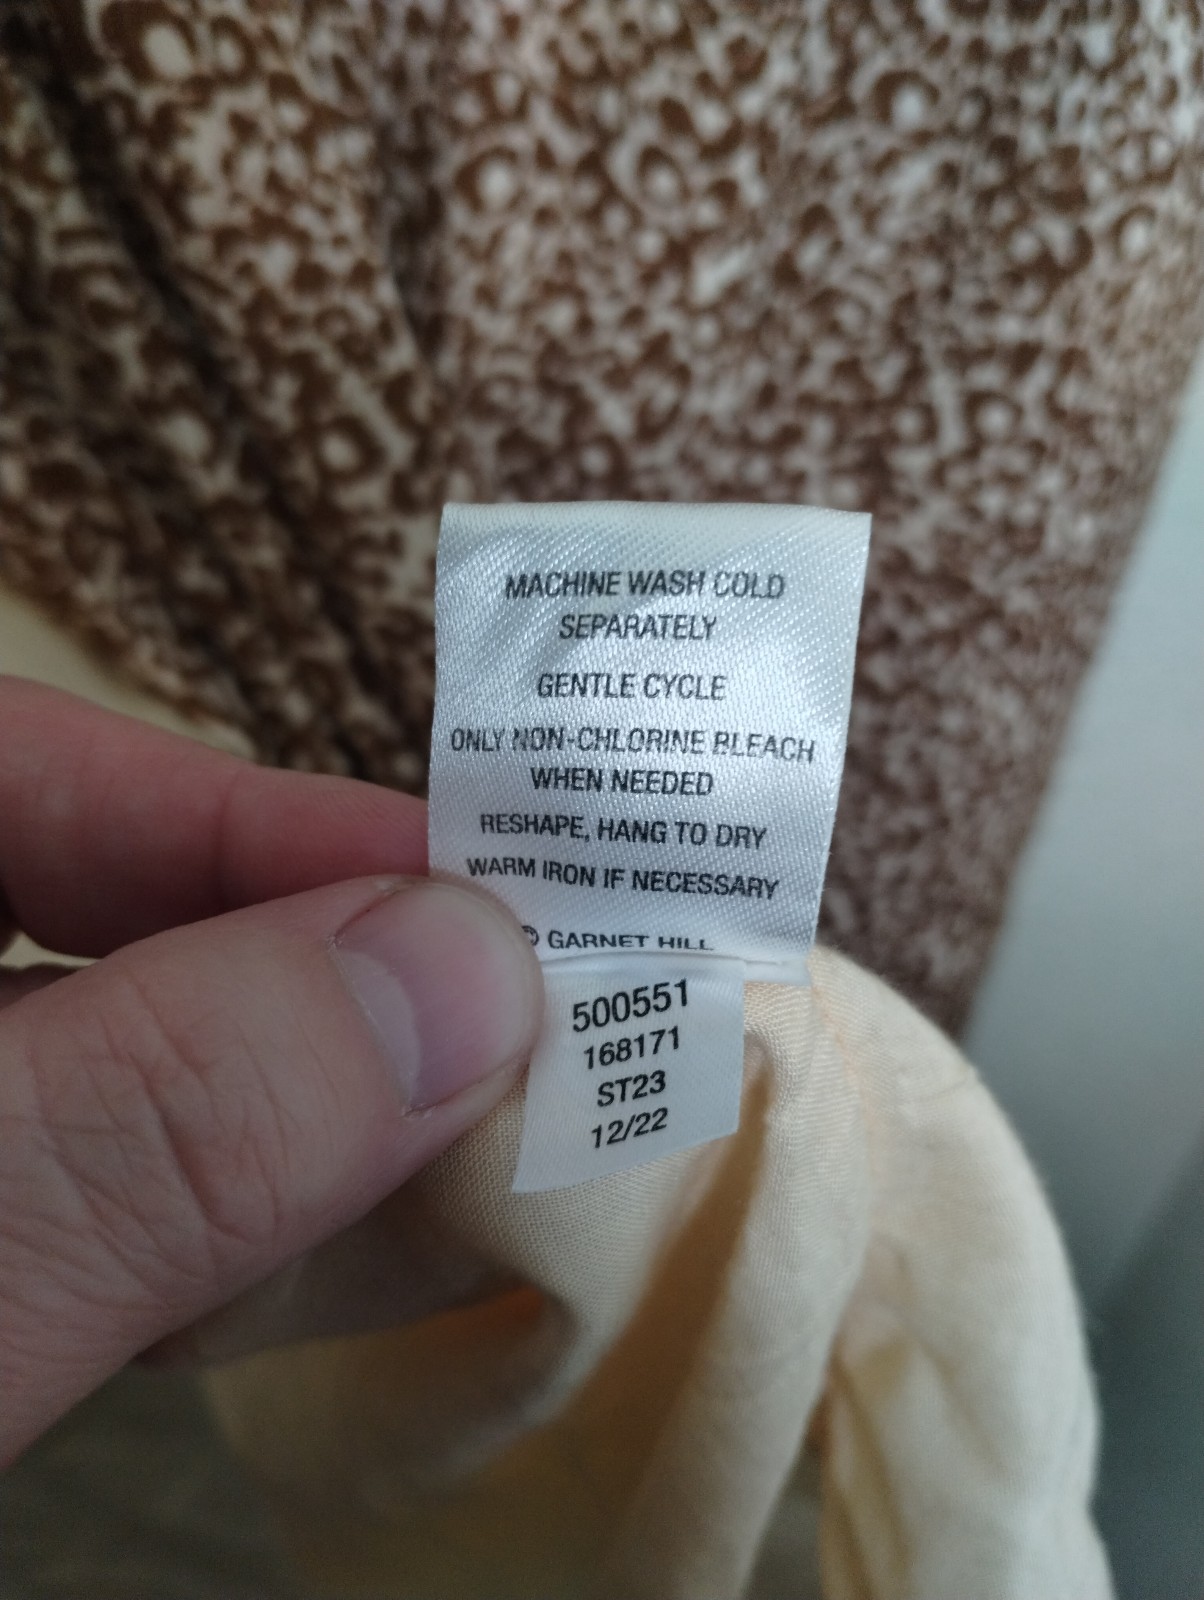 MACHINE WASH COLD
SEPARATELY
GENTLE CYCLE
ONLY NON-CHLORINE BLEACH
WHEN NEEDED
RESHAPE, HANG TO DRY
WARM IRON IF NECESSARY
© GARNET HILL
500551
168171
ST23
12/22